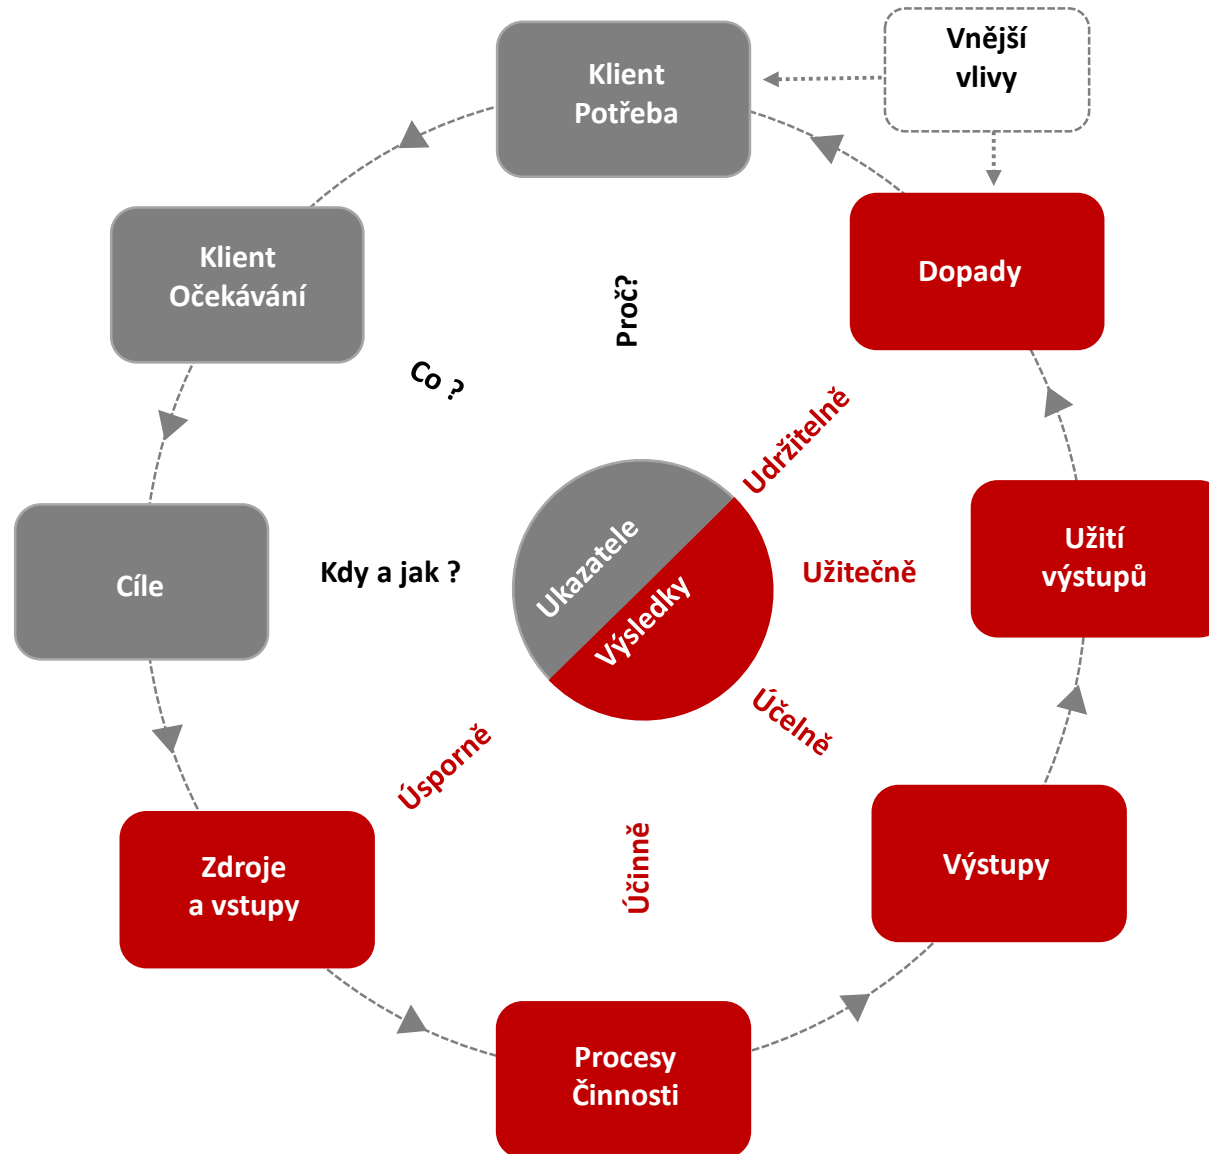 Klient
Potřeba
Vnější
vlivy
Klient
Očekávání
Dopady
Proč?
Co ?
Udržitelně
Cíle
Kdy a jak ?
Ukazatele
Výsledky
Užitečně
Užití
výstupů
Úsporně
Účelně
Zdroje
a vstupy
Účinně
Výstupy
Procesy
Činnosti